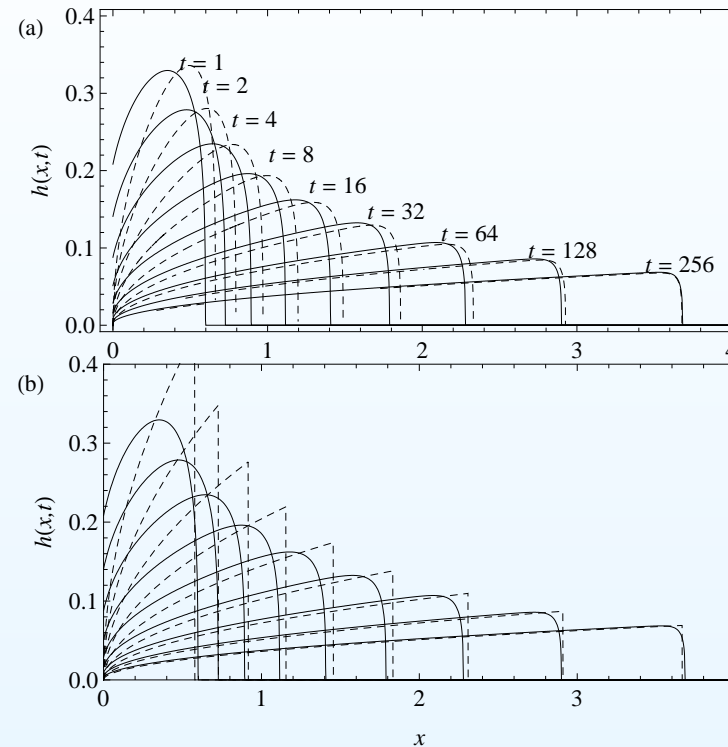 (a)
0.4
0.3
0.2
0.1
0.0
h(x,t)
t = 1
t = 2
t = 4
t = 8
t = 16
t = 32
t = 64
t = 128
t = 256
0 1 2 3 4
(b)
0.4
0.3
0.2
0.1
0.0
h(x,t)
0 1 2 3
x